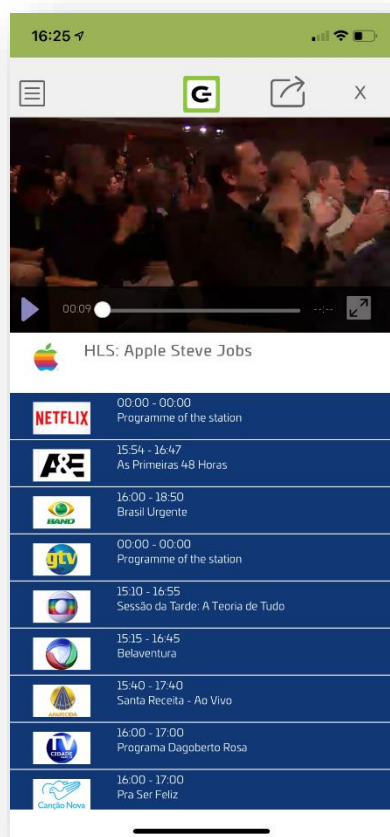 16:25
G
X
00:09
--:--
HLS: Apple Steve Jobs
NETFLIX
00:00 - 00:00
Programme of the station
A&E
15:54 - 16:47
As Primeiras 48 Horas
BAND
16:00 - 18:50
Brasil Urgente
gtv
00:00 - 00:00
Programme of the station
15:10 - 16:55
Sessão da Tarde: A Teoria de Tudo
15:15 - 16:45
Belaventura
APARECIDA
15:40 - 17:40
Santa Receita - Ao Vivo
TV
CIDADE
16:00 - 17:00
Programa Dagoberto Rosa
Canção Nova
16:00 - 17:00
Pra Ser Feliz